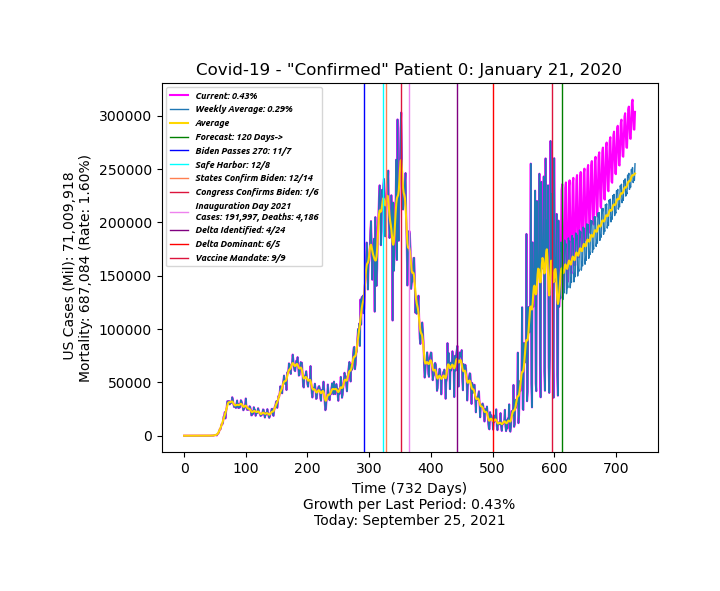 Covid-19 - "Confirmed" Patient 0: January 21, 2020
US Cases (Mil): 71,009,918
Mortality: 687,084 (Rate: 1.60%)
300000
250000
200000
150000
100000
50000
0
Current: 0.43%
Weekly Average: 0.29%
Average
Forecast: 120 Days->
Biden Passes 270: 11/7
Safe Harbor: 12/8
States Confirm Biden: 12/14
Congress Confirms Biden: 1/6
Inauguration Day 2021
Cases: 191,997, Deaths: 4,186
Delta Identified: 4/24
Delta Dominant: 6/5
Vaccine Mandate: 9/9
0 100 200 300 400 500 600 700
Time (732 Days)
Growth per Last Period: 0.43%
Today: September 25, 2021